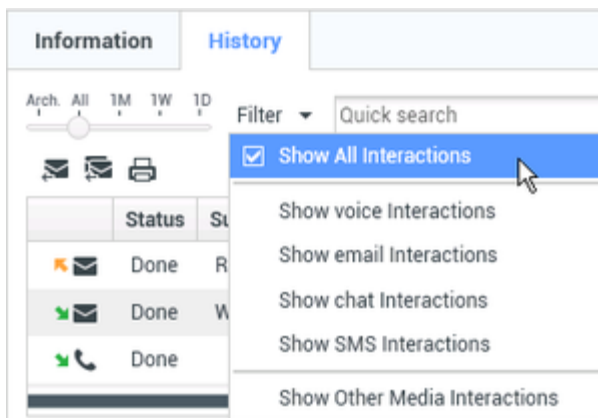 Information History
Arch. All 1M 1W 1D
Filter Quick search
Show All Interactions
Show voice Interactions
Status
Show email Interactions
Done
Show chat Interactions
Done
Show SMS Interactions
Done
Show Other Media Interactions